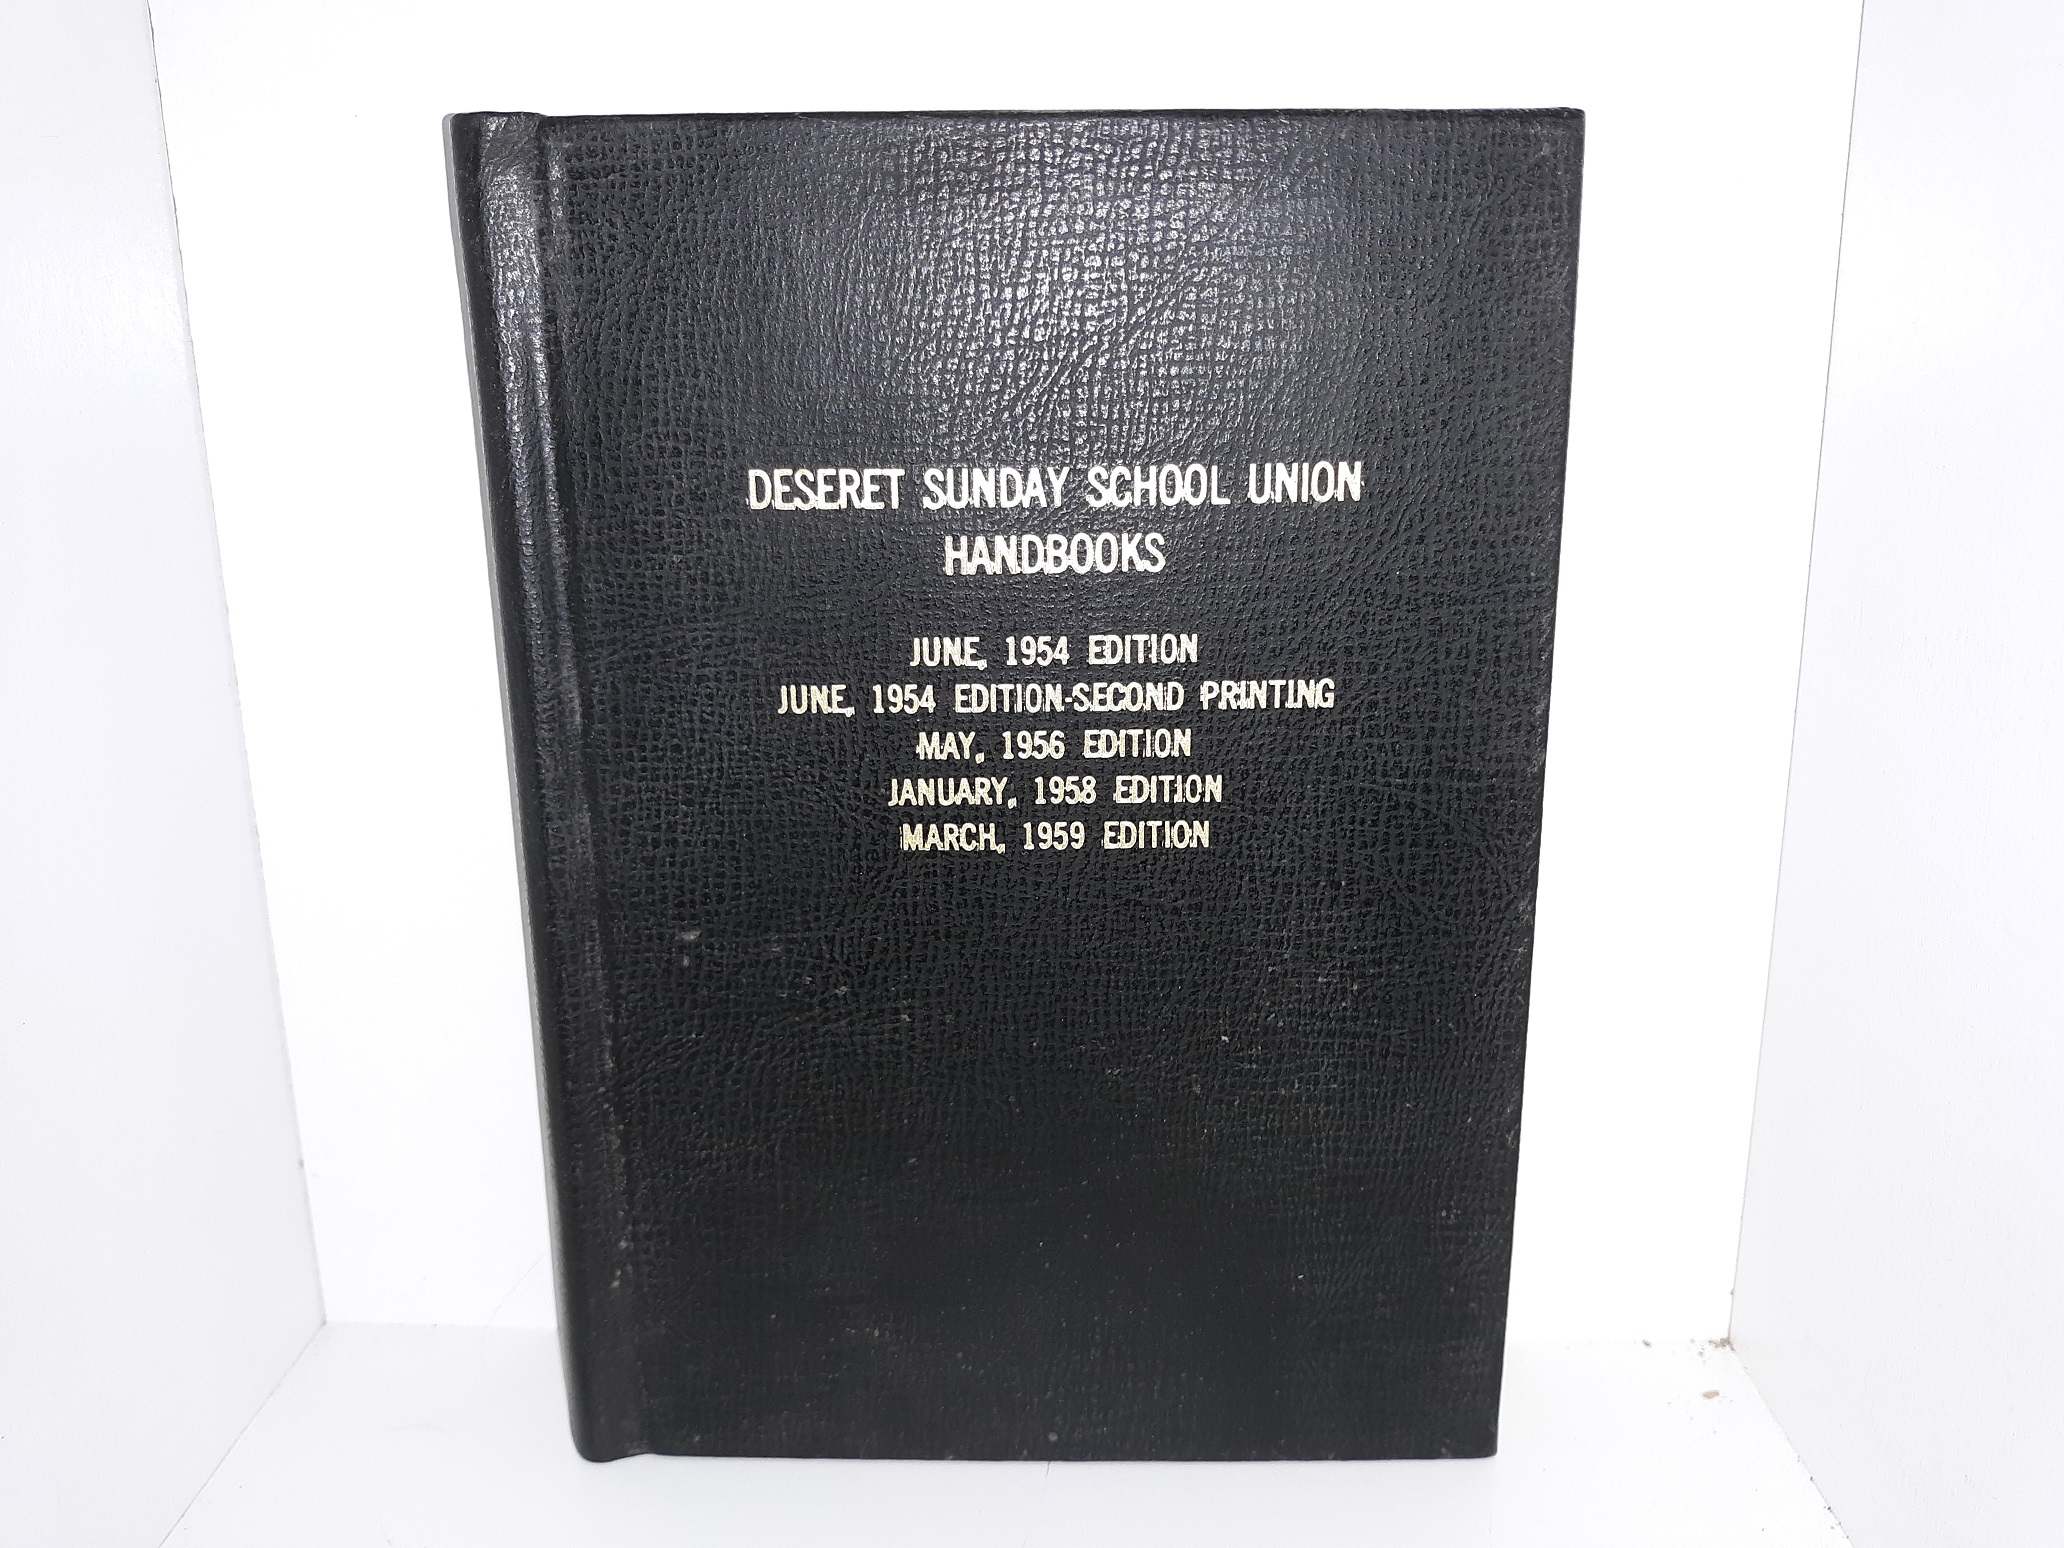 DESERET SUNDAY SCHOOL UNION
HANDBOOKS
JUNE, 1954 EDITION
JUNE, 1954 EDITION-SECOND PRINTING
MAY, 1956 EDITION
JANUARY, 1958 EDITION
MARCH, 1959 EDITION